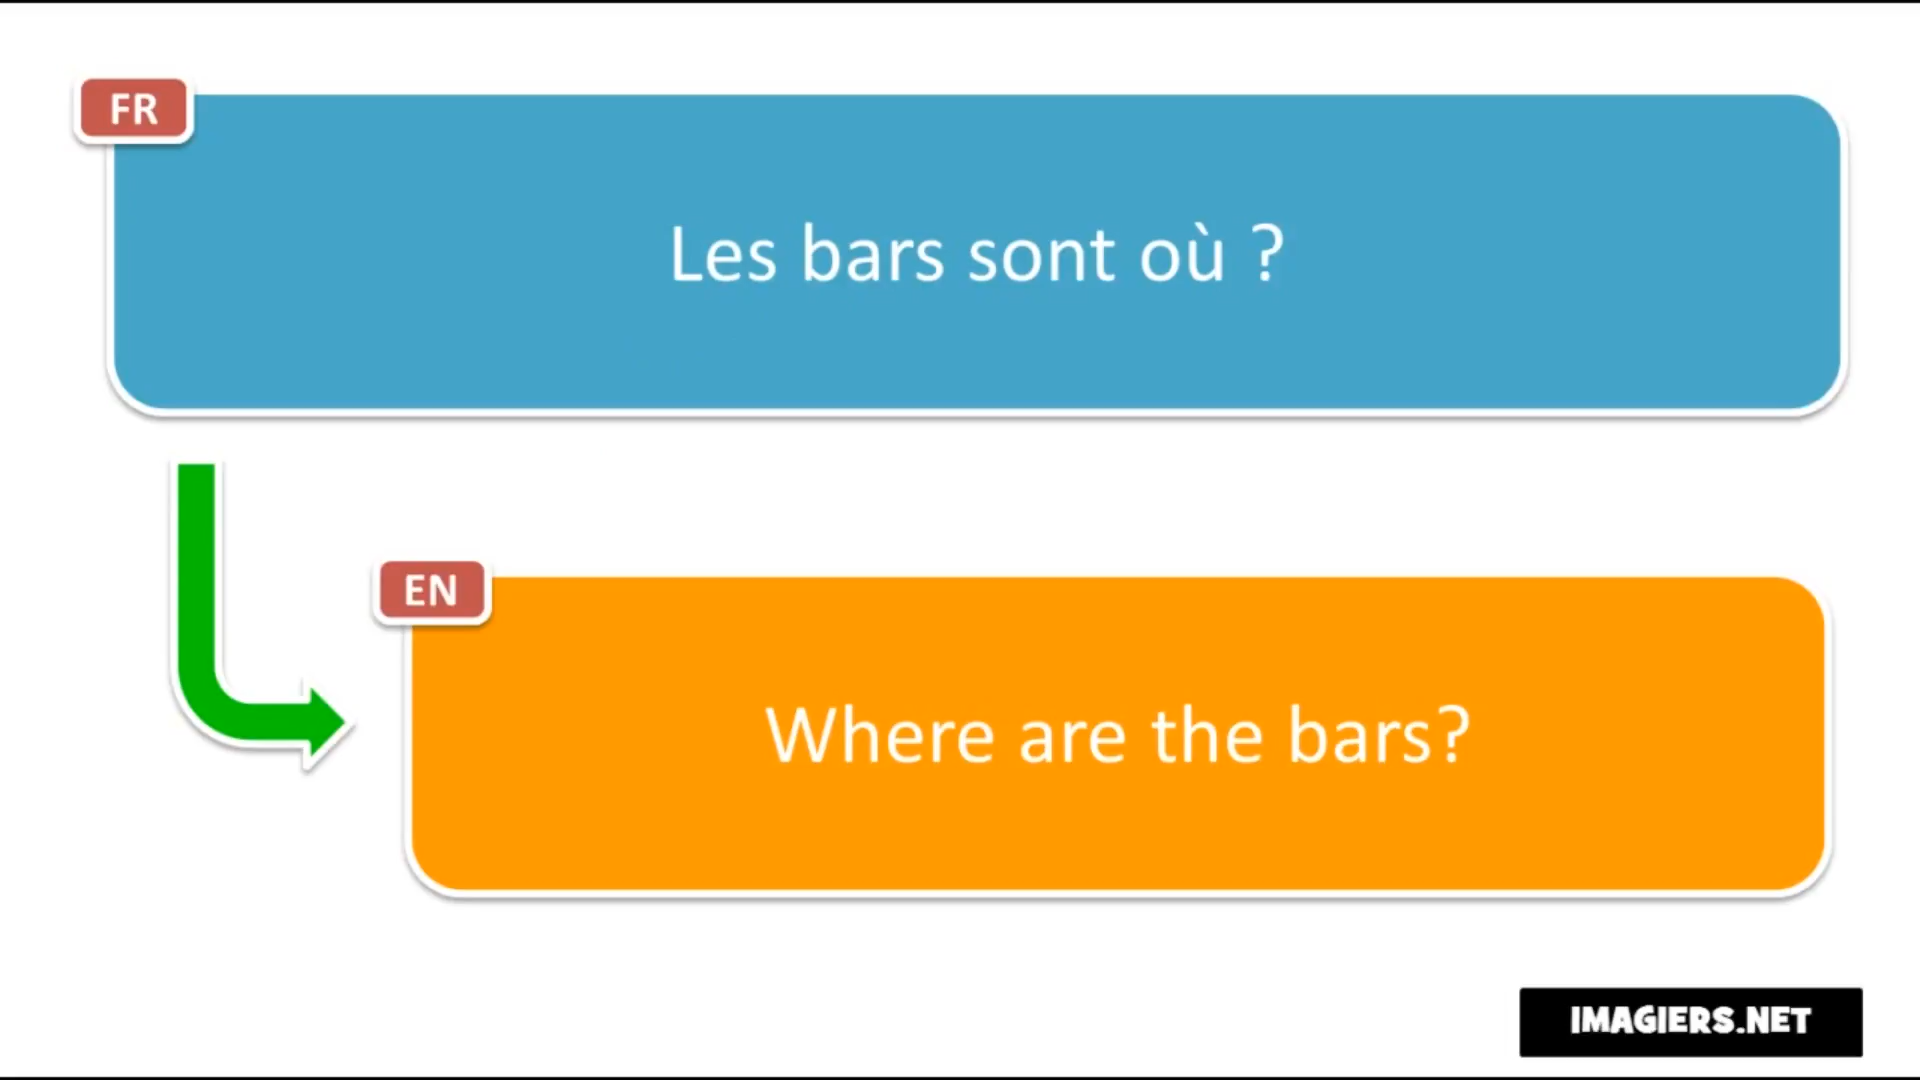 FR
Les bars sont où ?
EN
Where are the bars?
IMAGIERS.NET